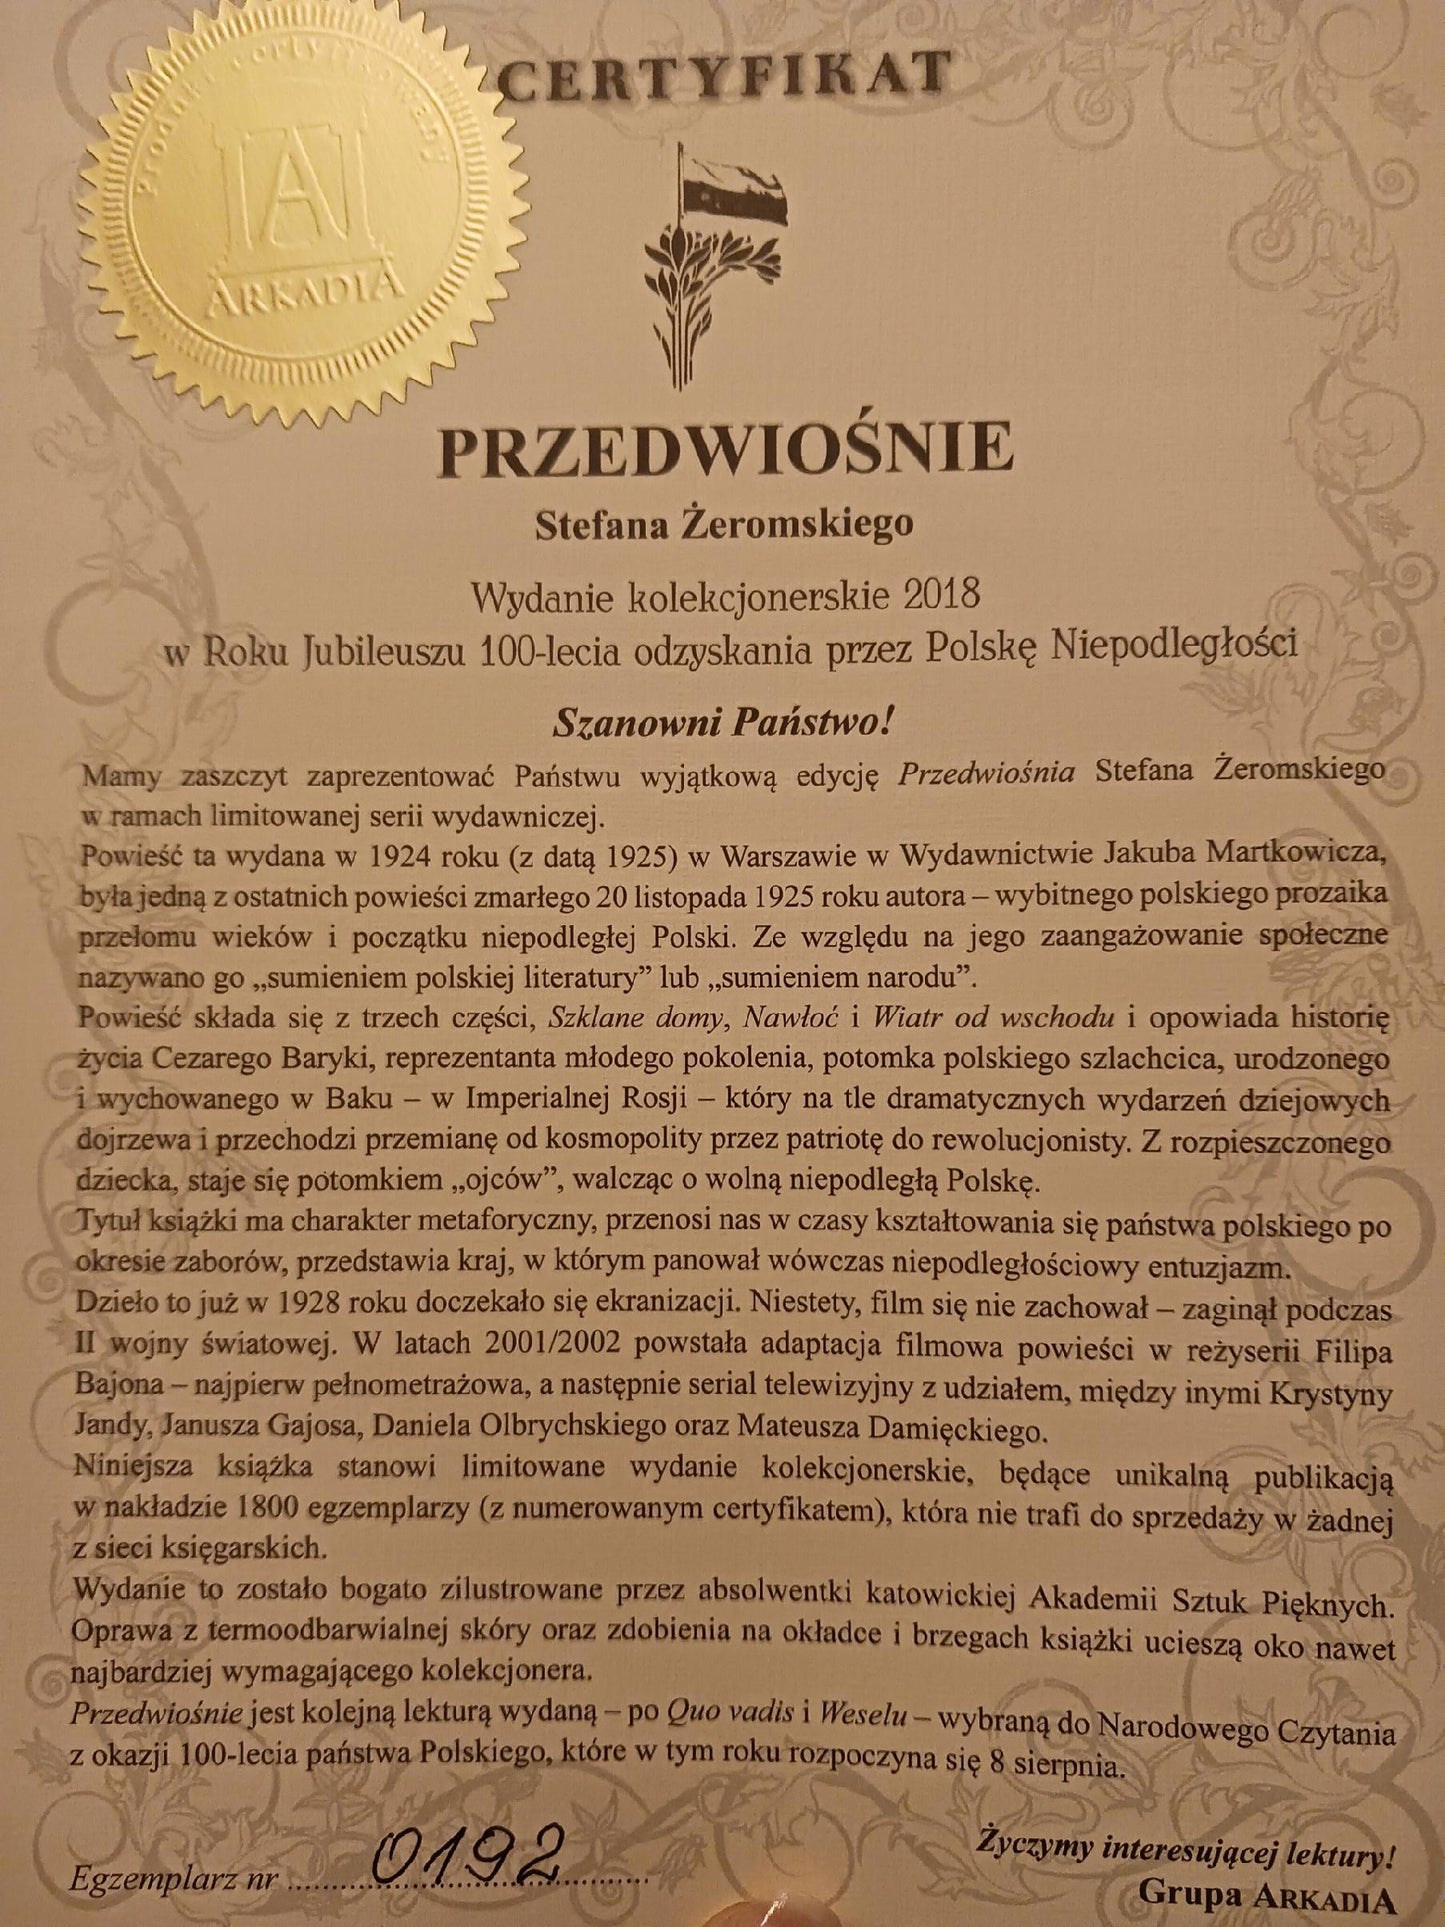 CERTYFIKAT
Produkt certyfikowany
A
ARKADIA
PRZEDWIOŚNIE
Stefana Żeromskiego
Wydanie kolekcjonerskie 2018
w Roku Jubileuszu 100-lecia odzyskania przez Polskę Niepodległości
Szanowni Państwo!
Mamy zaszczyt zaprezentować Państwu wyjątkową edycję Przedwiośnia Stefana Żeromskiego
w ramach limitowanej serii wydawniczej.
Powieść ta wydana w 1924 roku (z datą 1925) w Warszawie w Wydawnictwie Jakuba Martkowicza,
była jedną z ostatnich powieści zmarłego 20 listopada 1925 roku autora – wybitnego polskiego prozaika
przełomu wieków i początku niepodległej Polski. Ze względu na jego zaangażowanie społeczne
nazywano go „sumieniem polskiej literatury” lub „sumieniem narodu”.
Powieść składa się z trzech części, Szklane domy, Nawłoć i Wiatr od wschodu i opowiada historię
życia Cezarego Baryki, reprezentanta młodego pokolenia, potomka polskiego szlachcica, urodzonego
i wychowanego w Baku – w Imperialnej Rosji – który na tle dramatycznych wydarzeń dziejowych
dojrzewa i przechodzi przemianę od kosmopolity przez patriotę do rewolucjonisty. Z rozpieszczonego
dziecka, staje się potomkiem „ojców”, walcząc o wolną niepodległą Polskę.
Tytuł książki ma charakter metaforyczny, przenosi nas w czasy kształtowania się państwa polskiego po
okresie zaborów, przedstawia kraj, w którym panował wówczas niepodległościowy entuzjazm.
Dzieło to już w 1928 roku doczekało się ekranizacji. Niestety, film się nie zachował – zaginął podczas
II wojny światowej. W latach 2001/2002 powstała adaptacja filmowa powieści w reżyserii Filipa
Bajona – najpierw pełnometrażowa, a następnie serial telewizyjny z udziałem, między inymi Krystyny
Jandy, Janusza Gajosa, Daniela Olbrychskiego oraz Mateusza Damięckiego.
Niniejsza książka stanowi limitowane wydanie kolekcjonerskie, będące unikalną publikacją
w nakładzie 1800 egzemplarzy (z numerowanym certyfikatem), która nie trafi do sprzedaży w żadnej
z sieci księgarskich.
Wydanie to zostało bogato zilustrowane przez absolwentki katowickiej Akademii Sztuk Pięknych.
Oprawa z termoodbarwialnej skóry oraz zdobienia na okładce i brzegach książki ucieszą oko nawet
najbardziej wymagającego kolekcjonera.
Przedwiośnie jest kolejną lekturą wydaną – po Quo vadis i Weselu – wybraną do Narodowego Czytania
z okazji 100-lecia państwa Polskiego, które w tym roku rozpoczyna się 8 sierpnia.
Życzymy interesującej lektury!
Egzemplarz nr 0192
Grupa ARKADIA